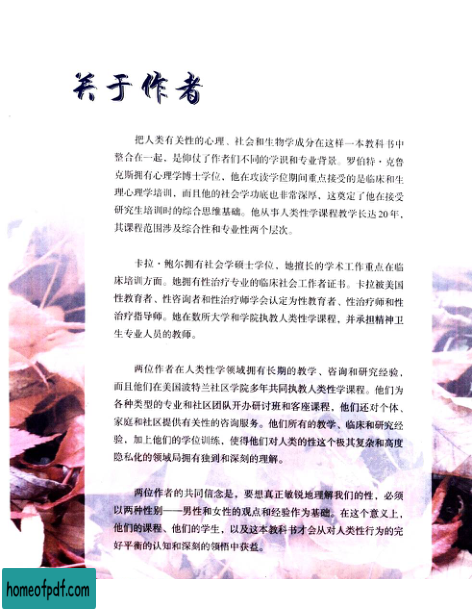 关于作者
把人类有关性的心理、社会和生物学成分在这样一本教科书中
整合在一起，是仰仗了作者们不同的学识和专业背景。罗伯特·克鲁
克斯拥有心理学博士学位，他在攻读学位期间重点接受的是临床和生
理心理学培训，而且他的社会学功底也非常深厚，这奠定了他在接受
研究生培训时的综合思维基础。他从事人类性学课程教学长达20年，
其课程范围涉及综合性和专业性两个层次。
卡拉·鲍尔拥有社会学硕士学位，她擅长的学术工作重点在临
床培训方面。她拥有性治疗专业的临床社会工作者证书。卡拉被美国
性教育者、性咨询者和性治疗师学会认定为性教育者、性治疗师和性
治疗指导师。她在数所大学和学院执教人类性学课程，并承担精神卫
生专业人员的教师。
两位作者在人类性学领域拥有长期的教学、咨询和研究经验，
而且他们在美国波特兰社区学院多年共同执教人类性学课程。他们为
各种类型的专业和社区团队开办研讨班和客座课程，他们还对个体、
家庭和社区提供有关性的咨询服务。他们所有的教学、临床和研究经
验，加上他们的学位训练，使得他们对人类的性这个极其复杂和高度
隐私化的领域局拥有独到和深刻的理解。
两位作者的共同信念是，要想真正敏锐地理解我们的性，必须
以两种性别——男性和女性的观点和经验作为基础。在这个意义上，
他们的课程、他们的学生，以及这本教科书才会从对人类性行为的完
好平衡的认知和深刻的领悟中获益。
homeofpdf.com